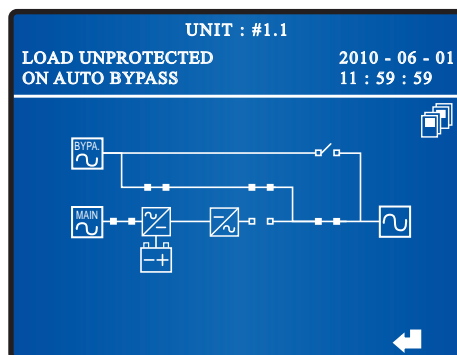 UNIT : #1.1
LOAD UNPROTECTED
ON AUTO BYPASS
2010 - 06 - 01
11 : 59 : 59
BYPA.
MAIN